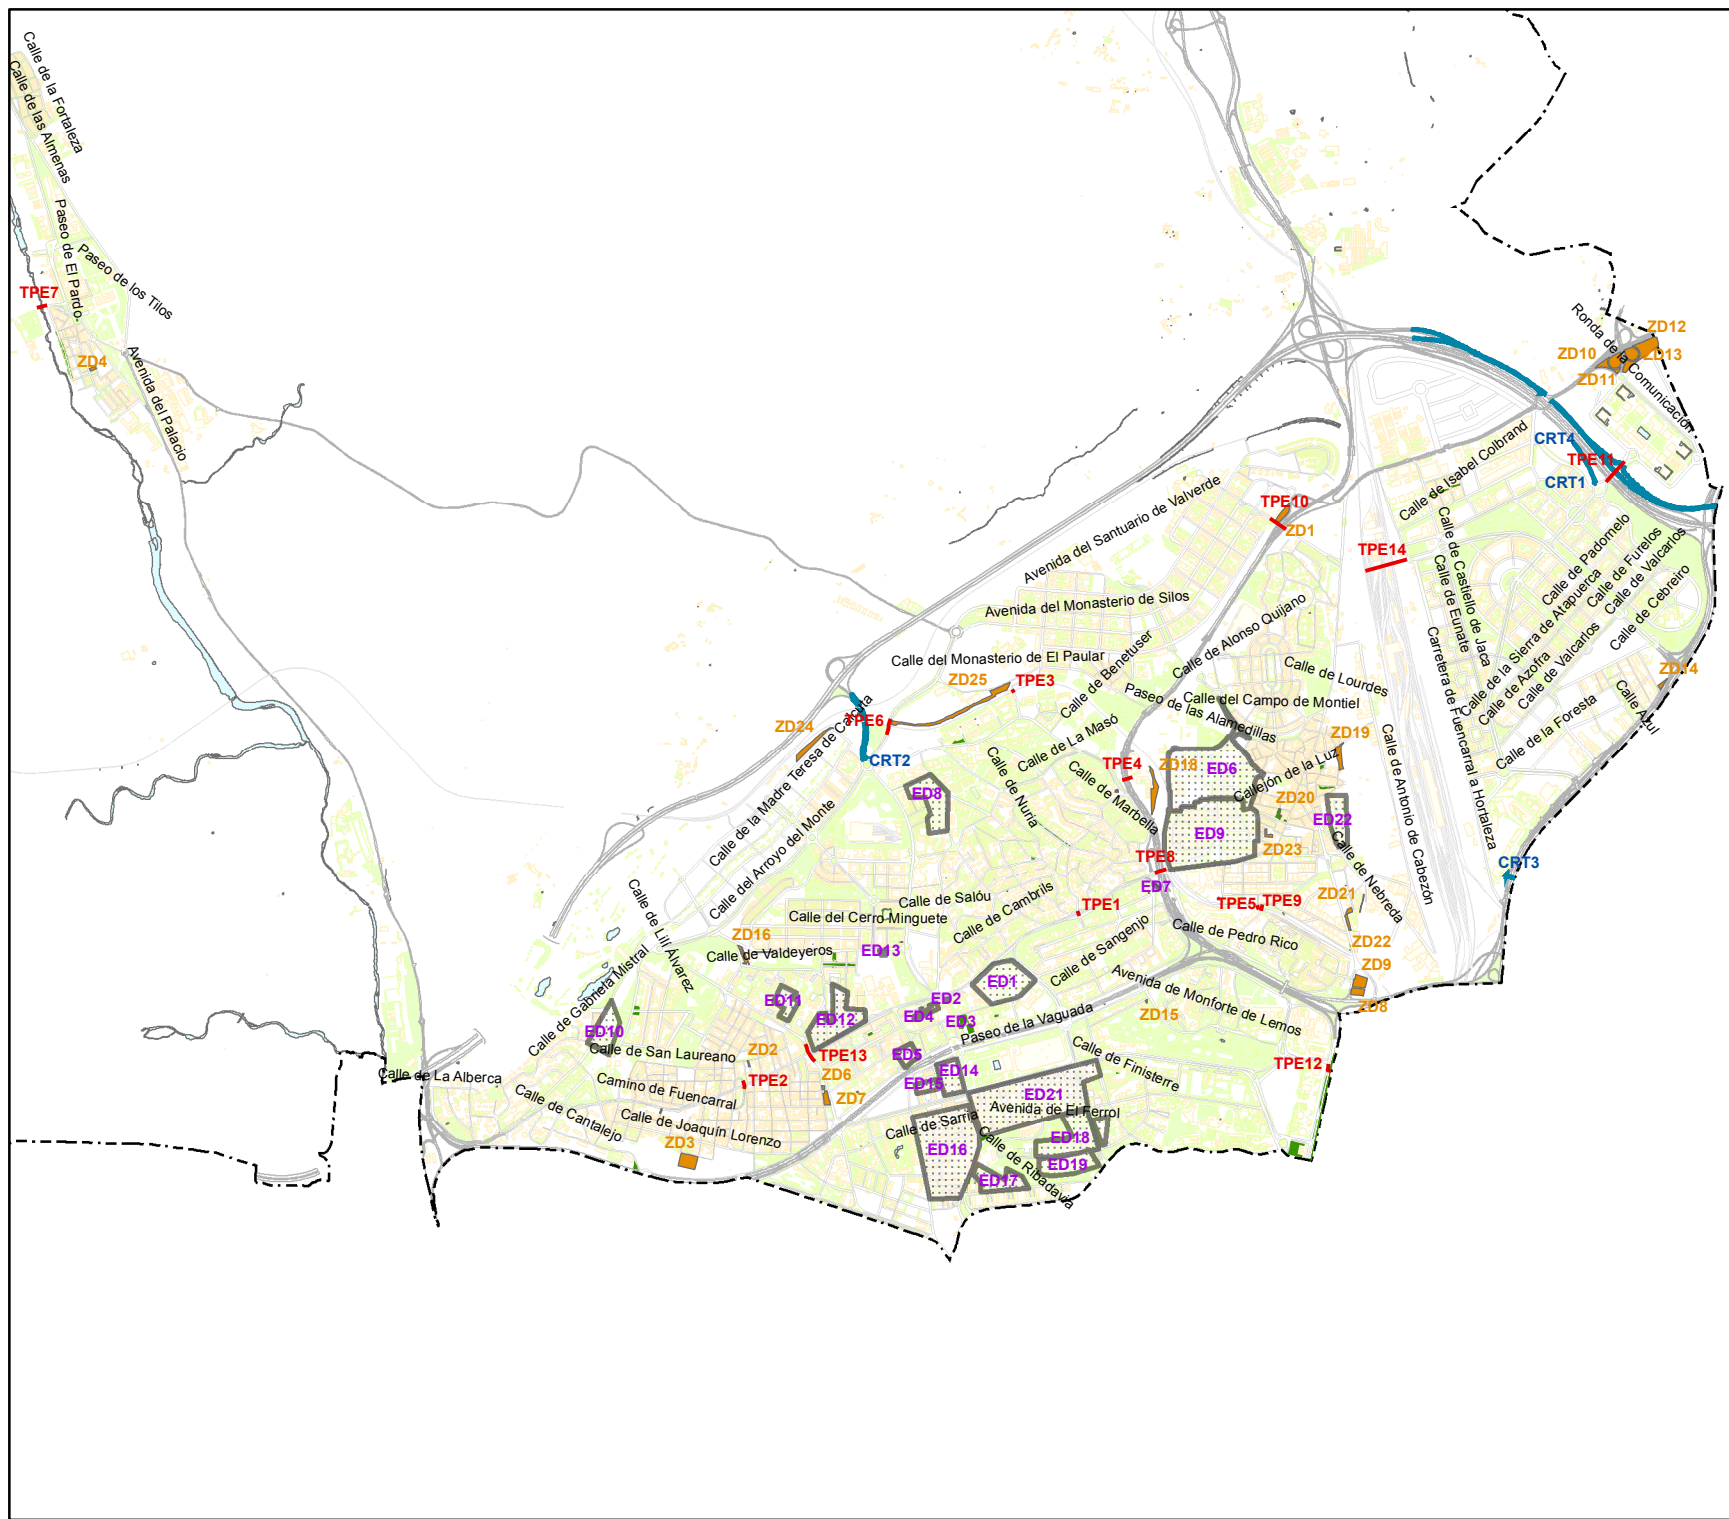 Calle de la Fortaleza
Calle de las Almenas
Paseo de El Pardo
Paseo de los Tilos
TPE7
ZD4
Avenida del Palacio
Ronda de la Comunicación
ZD12
ZD10
ZD13
ZD11
CRT4
TPE11
CRT1
Calle de Isabel Colbrand
Avenida del Santuario de Valverde
TPE10
ZD1
TPE14
Calle de Castiello de Jaca
Calle de Eunate
Carretera de Fuencarral a Hortaleza
Calle de Padornelo
Calle de Furelos
Calle de Valcarlos
Calle de la Sierra de Atapuerca
Calle de Azofra
Calle de Valcarlos
Calle de Cebreiro
ZD14
Calle Azul
Calle de la Foresta
Avenida del Monasterio de Silos
Calle de Alonso Quijano
Calle del Monasterio de El Paular
Calle de Benetuser
Calle de Lourdes
ZD25
TPE3
Paseo de las Alamedillas
Calle del Campo de Montiel
ZD24
TPE6
CRT2
Calle de la Madre Teresa de Calcuta
Calle de La Masó
Calle de Nuria
TPE4
ZD18
ED6
Callejón de la Luz
ZD19
Calle de Antonio de Cabezón
ED8
Calle de Marbella
ZD20
ED22
Calle del Arroyo del Monte
ED9
ZD23
Calle de Nebreda
TPE8
ED7
CRT3
Calle de Lilí Álvarez
Calle de Salóu
Calle del Cerro Minguete
Calle de Cambrils
TPE1
TPE5
TPE9
ZD21
ZD16
Calle de Valdeyeros
ED13
Calle de Sangenjo
Calle de Pedro Rico
ZD22
Calle de Gabriela Mistral
ED1
ZD9
ZD8
ED11
ED2
ED4
ED3
Avenida de Monforte de Lemos
ZD15
ED10
ED12
Paseo de la Vaguada
Calle de San Laureano
ZD2
TPE13
ED5
Calle de Finisterre
TPE12
Calle de La Alberca
TPE2
ZD6
ED14
ED15
Camino de Fuencarral
ZD7
ED21
Avenida de El Ferrol
Calle de Cantalejo
Calle de Joaquín Lorenzo
ZD3
Calle de Sarria
ED16
ED18
ED19
ED17
Calle de Ribadavia